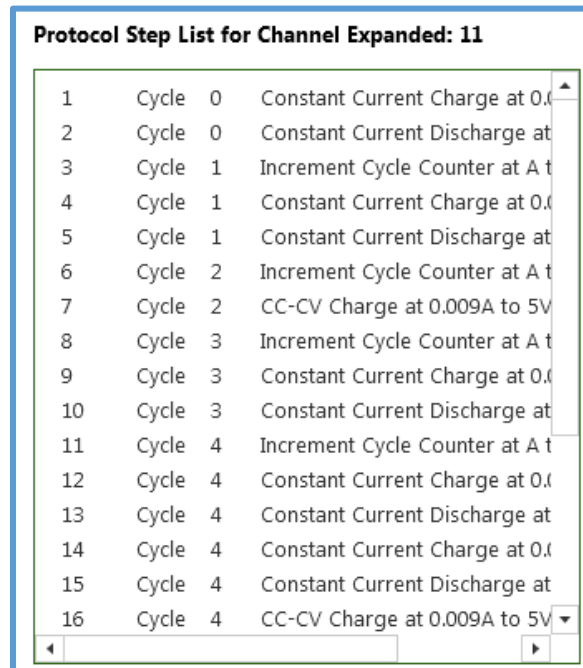 Protocol Step List for Channel Expanded: 11
1 Cycle 0 Constant Current Charge at 0.0
2 Cycle 0 Constant Current Discharge at
3 Cycle 1 Increment Cycle Counter at A t
4 Cycle 1 Constant Current Charge at 0.0
5 Cycle 1 Constant Current Discharge at
6 Cycle 2 Increment Cycle Counter at A t
7 Cycle 2 CC-CV Charge at 0.009A to 5V
8 Cycle 3 Increment Cycle Counter at A t
9 Cycle 3 Constant Current Charge at 0.0
10 Cycle 3 Constant Current Discharge at
11 Cycle 4 Increment Cycle Counter at A t
12 Cycle 4 Constant Current Charge at 0.0
13 Cycle 4 Constant Current Discharge at
14 Cycle 4 Constant Current Charge at 0.0
15 Cycle 4 Constant Current Discharge at
16 Cycle 4 CC-CV Charge at 0.009A to 5V